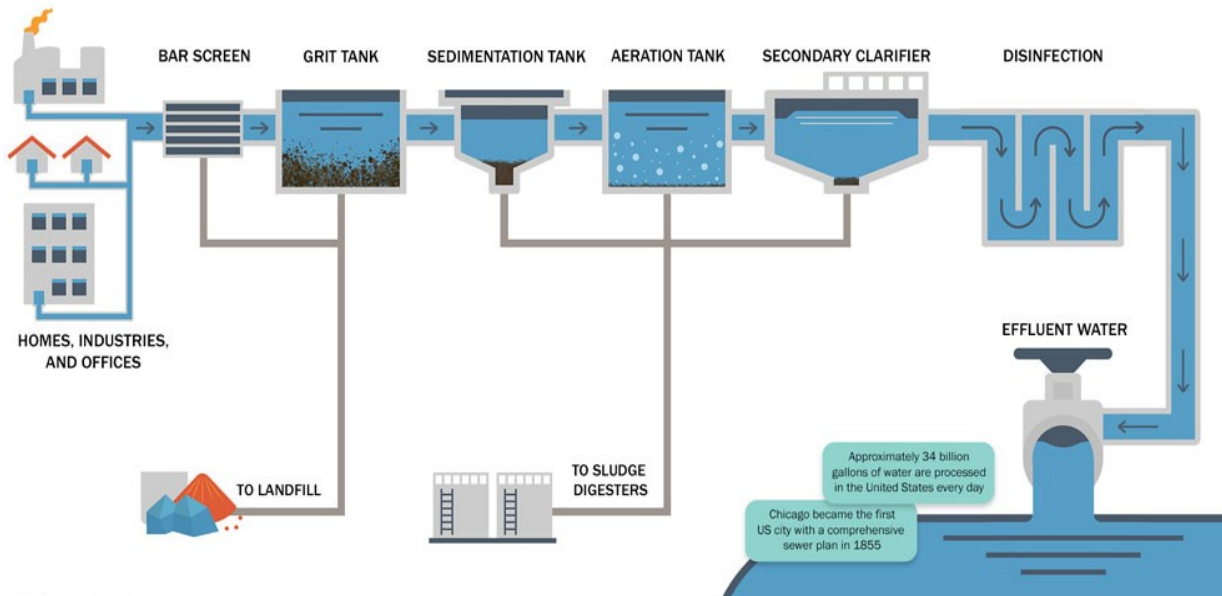 BAR SCREEN
GRIT TANK
SEDIMENTATION TANK
AERATION TANK
SECONDARY CLARIFIER
DISINFECTION
HOMES, INDUSTRIES,
AND OFFICES
EFFLUENT WATER
TO LANDFILL
TO SLUDGE
DIGESTERS
Approximately 34 billion
gallons of water are processed
in the United States every day
Chicago became the first
US city with a comprehensive
sewer plan in 1855